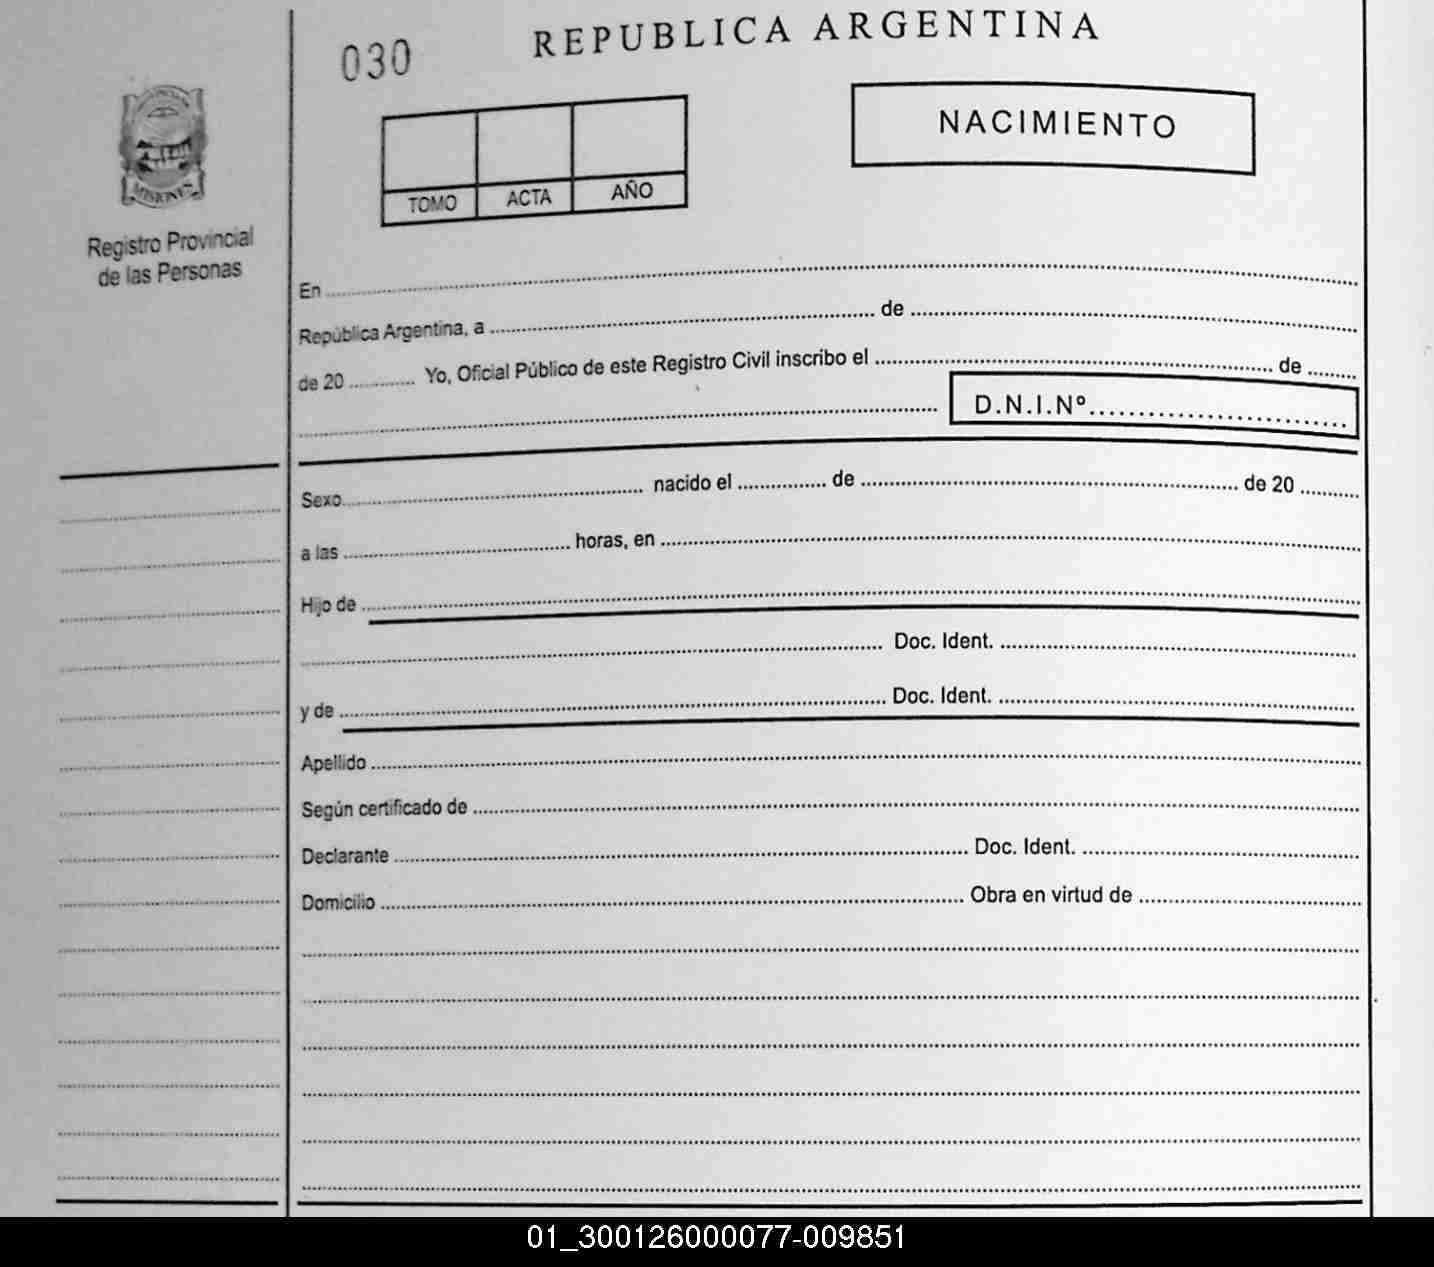 030
REPUBLICA ARGENTINA
NACIMIENTO
TOMO ACTA AÑO
MISIONES
Registro Provincial
de las Personas
En
República Argentina, a de
de 20 Yo, Oficial Público de este Registro Civil inscribo el de
D.N.I.Nº
Sexo nacido el de de 20
a las horas, en
Hijo de
Doc. Ident.
y de Doc. Ident.
Apellido
Según certificado de
Declarante Doc. Ident.
Domicilio Obra en virtud de
01_300126000077-009851